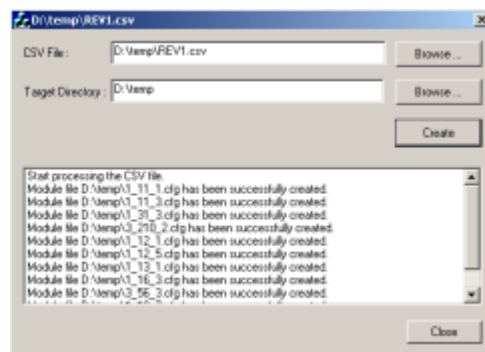 D:\temp\REV1.csv
CSV File :
D:\temp\REV1.csv
Browse ...
Target Directory :
D:\temp
Browse ...
Create
Start processing the CSV file.
Module file D:\temp\1_11_1.cfg has been successfully created.
Module file D:\temp\1_11_3.cfg has been successfully created.
Module file D:\temp\1_31_3.cfg has been successfully created.
Module file D:\temp\3_210_2.cfg has been successfully created.
Module file D:\temp\1_12_1.cfg has been successfully created.
Module file D:\temp\1_12_5.cfg has been successfully created.
Module file D:\temp\1_13_1.cfg has been successfully created.
Module file D:\temp\1_16_3.cfg has been successfully created.
Module file D:\temp\3_56_3.cfg has been successfully created.
Close